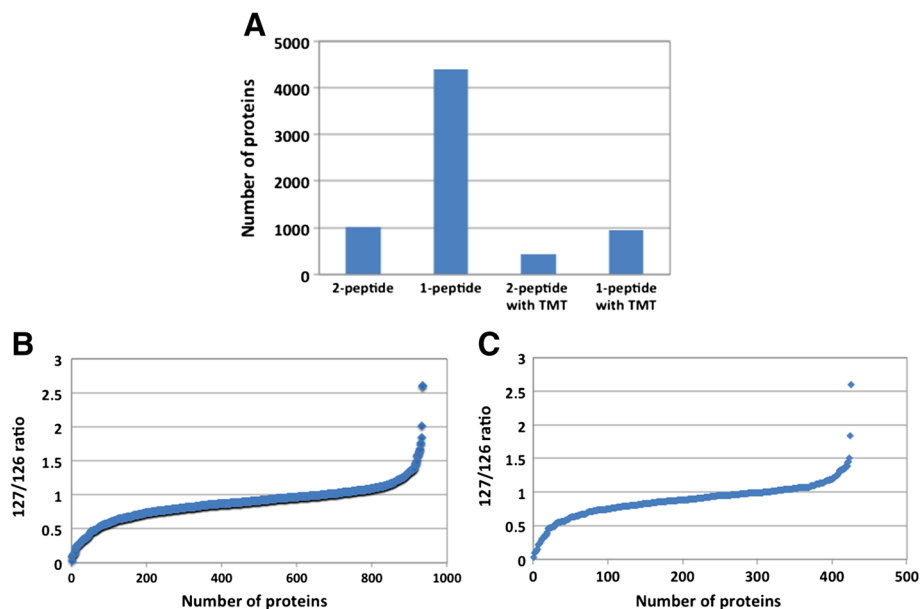 A
Number of proteins
5000
4000
3000
2000
1000
0
2-peptide
1-peptide
2-peptide
with TMT
1-peptide
with TMT
B
127/126 ratio
3
2.5
2
1.5
1
0.5
0
0
200
400
600
800
1000
Number of proteins
C
127/126 ratio
3
2.5
2
1.5
1
0.5
0
0
100
200
300
400
500
Number of proteins